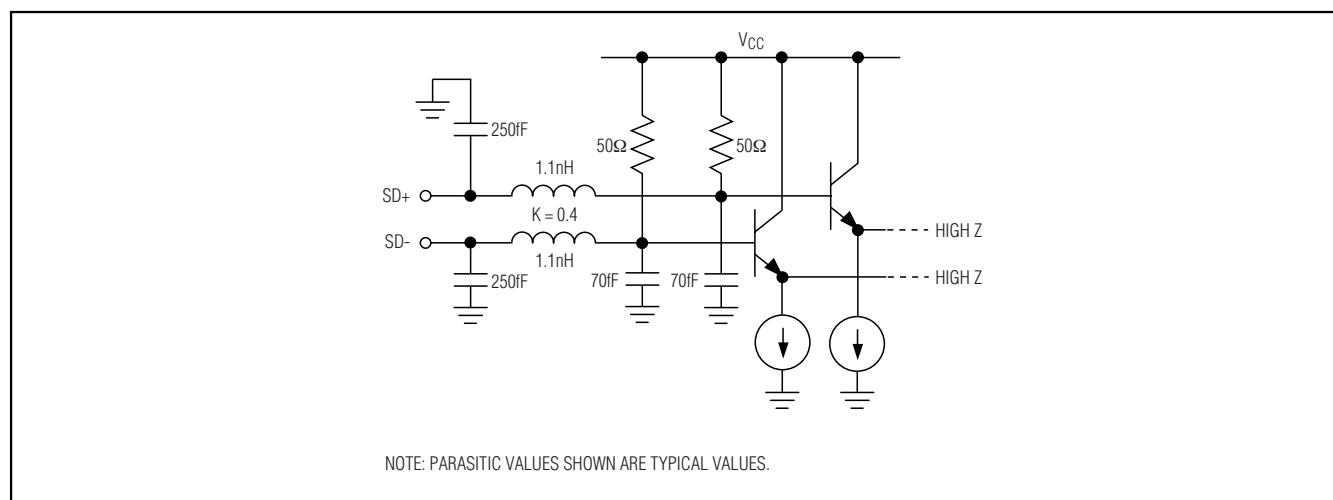 VCC
250fF
50Ω
50Ω
1.1nH
SD+
K = 0.4
HIGH Z
SD-
1.1nH
250fF
70fF
70fF
HIGH Z
NOTE: PARASITIC VALUES SHOWN ARE TYPICAL VALUES.